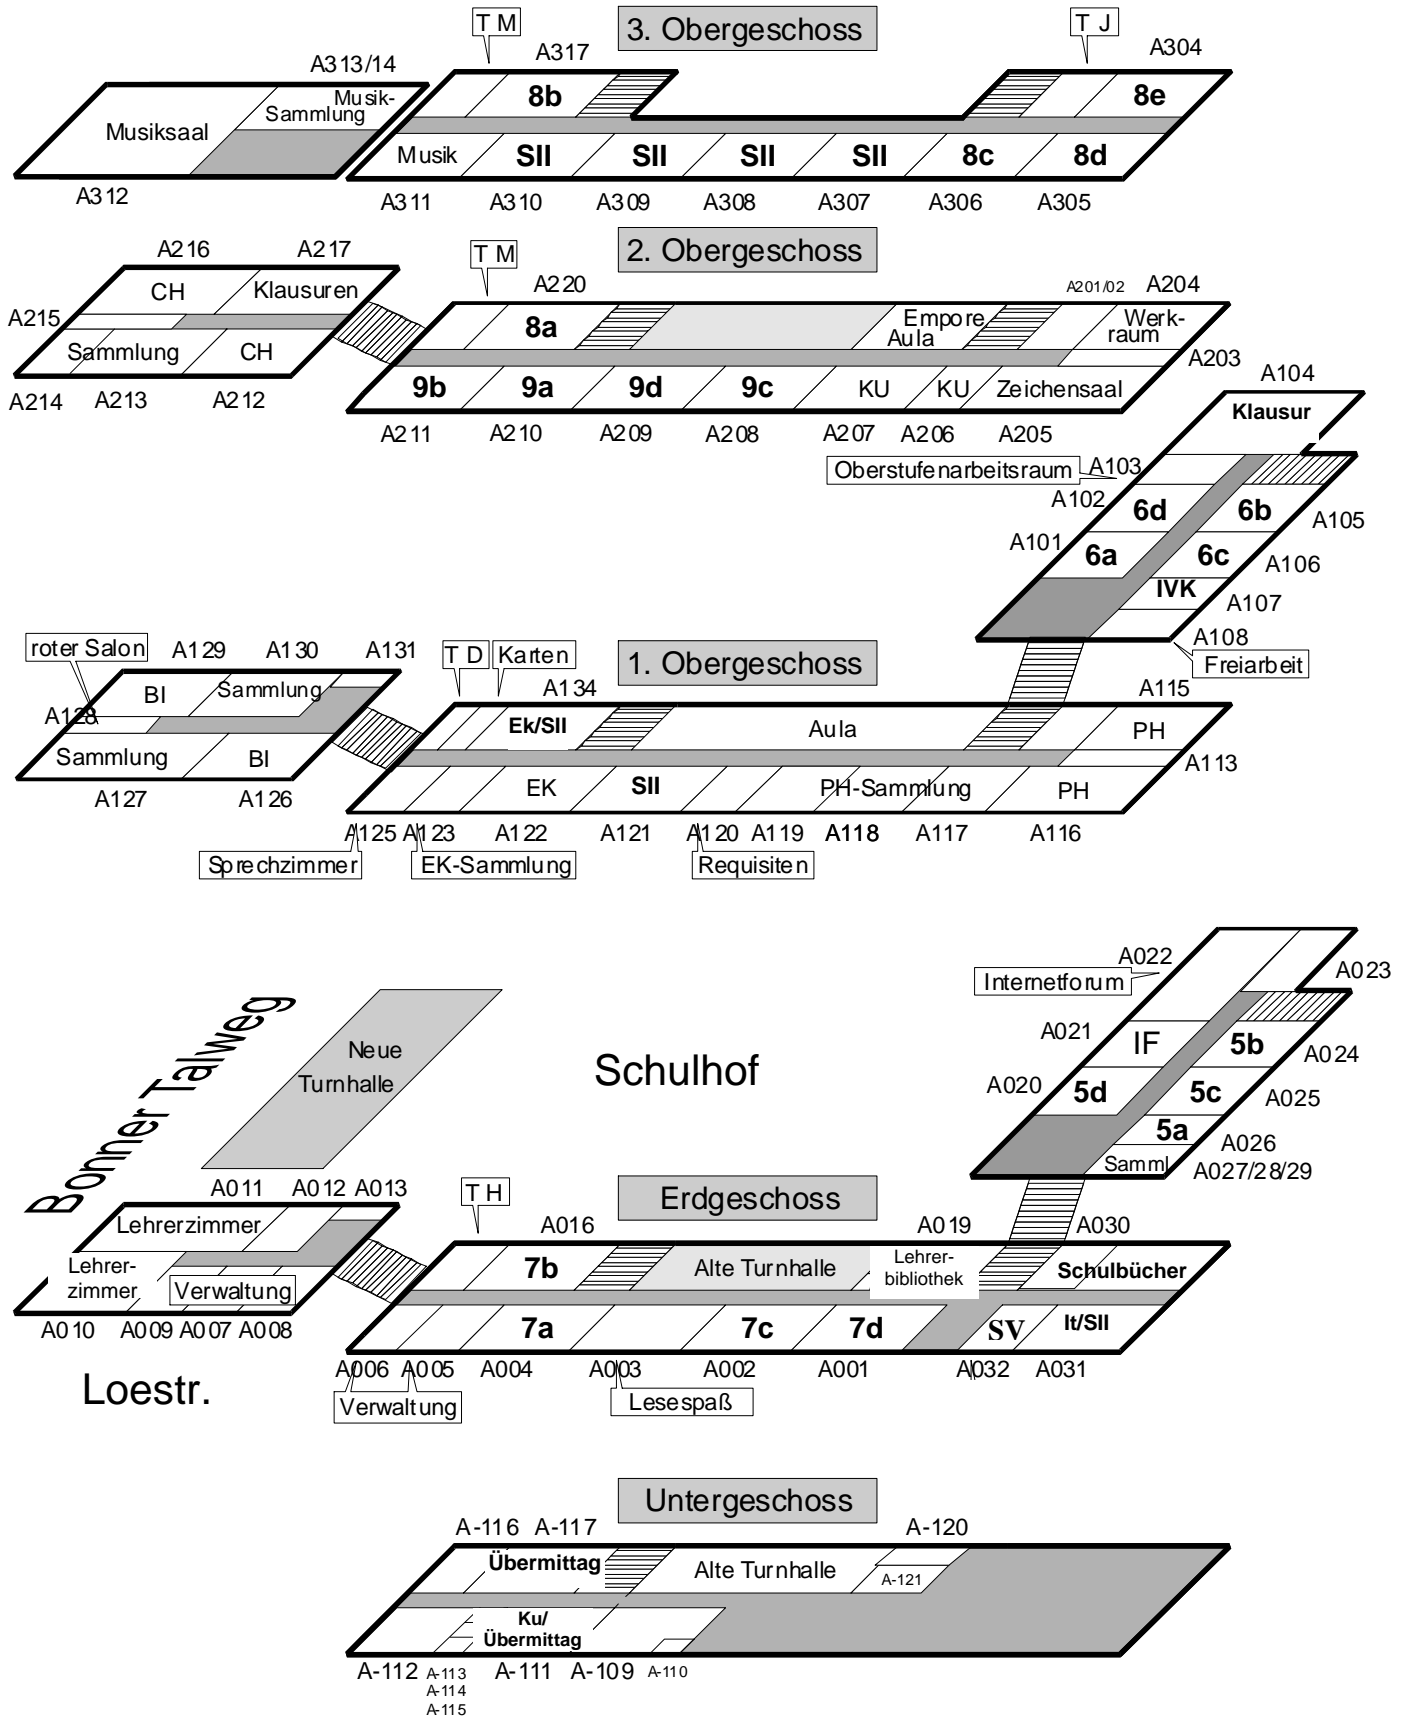 3. Obergeschoss
T M
T J
A317
A304
A313/14
Musik-
Sammlung
Musiksaal
8b
8e
Musik
SII
SII
SII
SII
8c
8d
A312
A311
A310
A309
A308
A307
A306
A305
2. Obergeschoss
A216
A217
T M
A220
A201/02
A204
CH
Klausuren
8a
Empore
Aula
Werk-
raum
A215
Sammlung
CH
9b
9a
9d
9c
KU
KU
Zeichensaal
A203
A214
A213
A212
A211
A210
A209
A208
A207
A206
A205
A104
Klausur
Oberstufenarbeitsraum
A103
A102
6d
6b
A105
A101
6a
6c
A106
IVK
A107
A108
Freiarbeit
1. Obergeschoss
roter Salon
A129
A130
A131
T D
Karten
A134
A115
BI
Sammlung
Ek/SII
Aula
PH
A128
Sammlung
BI
A113
EK
SII
PH-Sammlung
PH
A127
A126
A125
A123
A122
A121
A120
A119
A118
A117
A116
Sprechzimmer
EK-Sammlung
Requisiten
A022
A023
Internetforum
Bonner Talweg
Neue
Turnhalle
Schulhof
A021
IF
5b
A024
A020
5d
5c
A025
5a
A026
Samml
A027/28/29
Erdgeschoss
A011
A012
A013
T H
A016
A019
A030
Lehrerzimmer
Lehrer-
zimmer
Verwaltung
7b
Alte Turnhalle
Lehrer-
bibliothek
Schulbücher
7a
7c
7d
SV
It/SII
A010
A009
A007
A008
A006
A005
A004
A003
A002
A001
A032
A031
Loestr.
Verwaltung
Lesespaß
Untergeschoss
A-116
A-117
A-120
Übermittag
Alte Turnhalle
A-121
Ku/
Übermittag
A-112
A-113
A-114
A-115
A-111
A-109
A-110